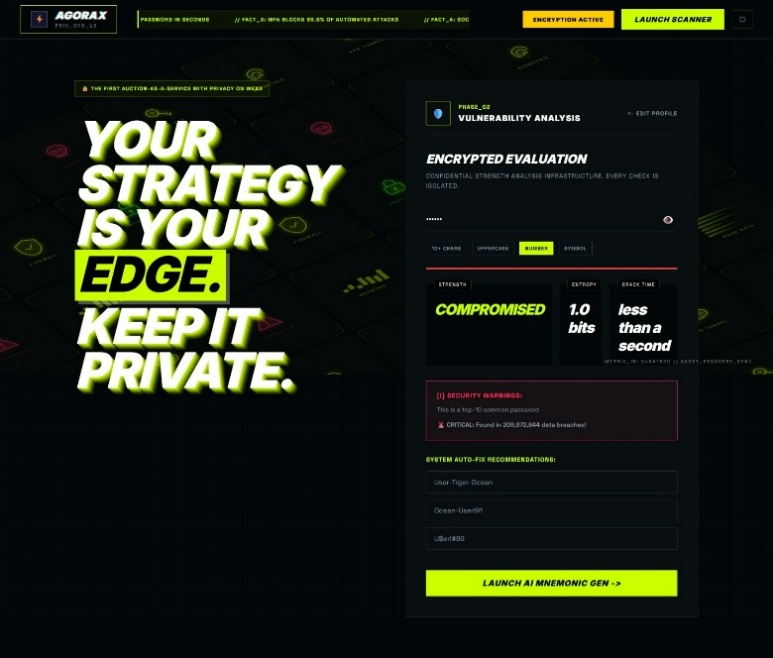 AGORAX
PRIV_SYS_V2
PASSWORD IN SECONDS // FACT_3: MFA BLOCKS 99.9% OF AUTOMATED ATTACKS // FACT_4: SOC
ENCRYPTION ACTIVE
LAUNCH SCANNER
THE FIRST AUCTION-AS-A-SERVICE WITH PRIVACY ON WEB3
YOUR
STRATEGY
IS YOUR
EDGE.
KEEP IT
PRIVATE.
PHASE_02
VULNERABILITY ANALYSIS
<- EDIT PROFILE
ENCRYPTED EVALUATION
CONFIDENTIAL STRENGTH ANALYSIS INFRASTRUCTURE. EVERY CHECK IS
ISOLATED.
••••••
12+ CHARS UPPERCASE NUMBER SYMBOL
STRENGTH
COMPROMISED
ENTROPY
1.0
bits
CRACK TIME
less
than a
second
[!] SECURITY WARNINGS:
This is a top-10 common password
CRITICAL: Found in 209,972,844 data breaches!
SYSTEM AUTO-FIX RECOMMENDATIONS:
User-Tiger-Ocean
Ocean-User!91
U$er!#99
LAUNCH AI MNEMONIC GEN ->